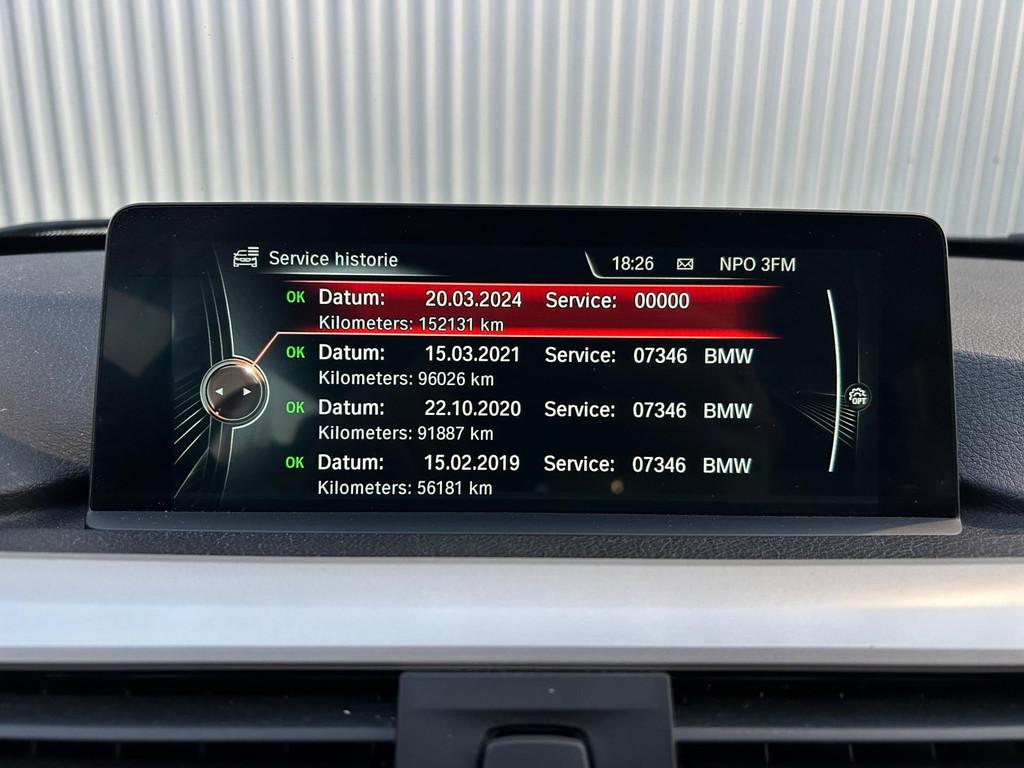 Service historie 18:26 NPO 3FM
OK Datum: 20.03.2024 Service: 00000
Kilometers: 152131 km
OK Datum: 15.03.2021 Service: 07346 BMW
Kilometers: 96026 km
OK Datum: 22.10.2020 Service: 07346 BMW
Kilometers: 91887 km
OPT
OK Datum: 15.02.2019 Service: 07346 BMW
Kilometers: 56181 km